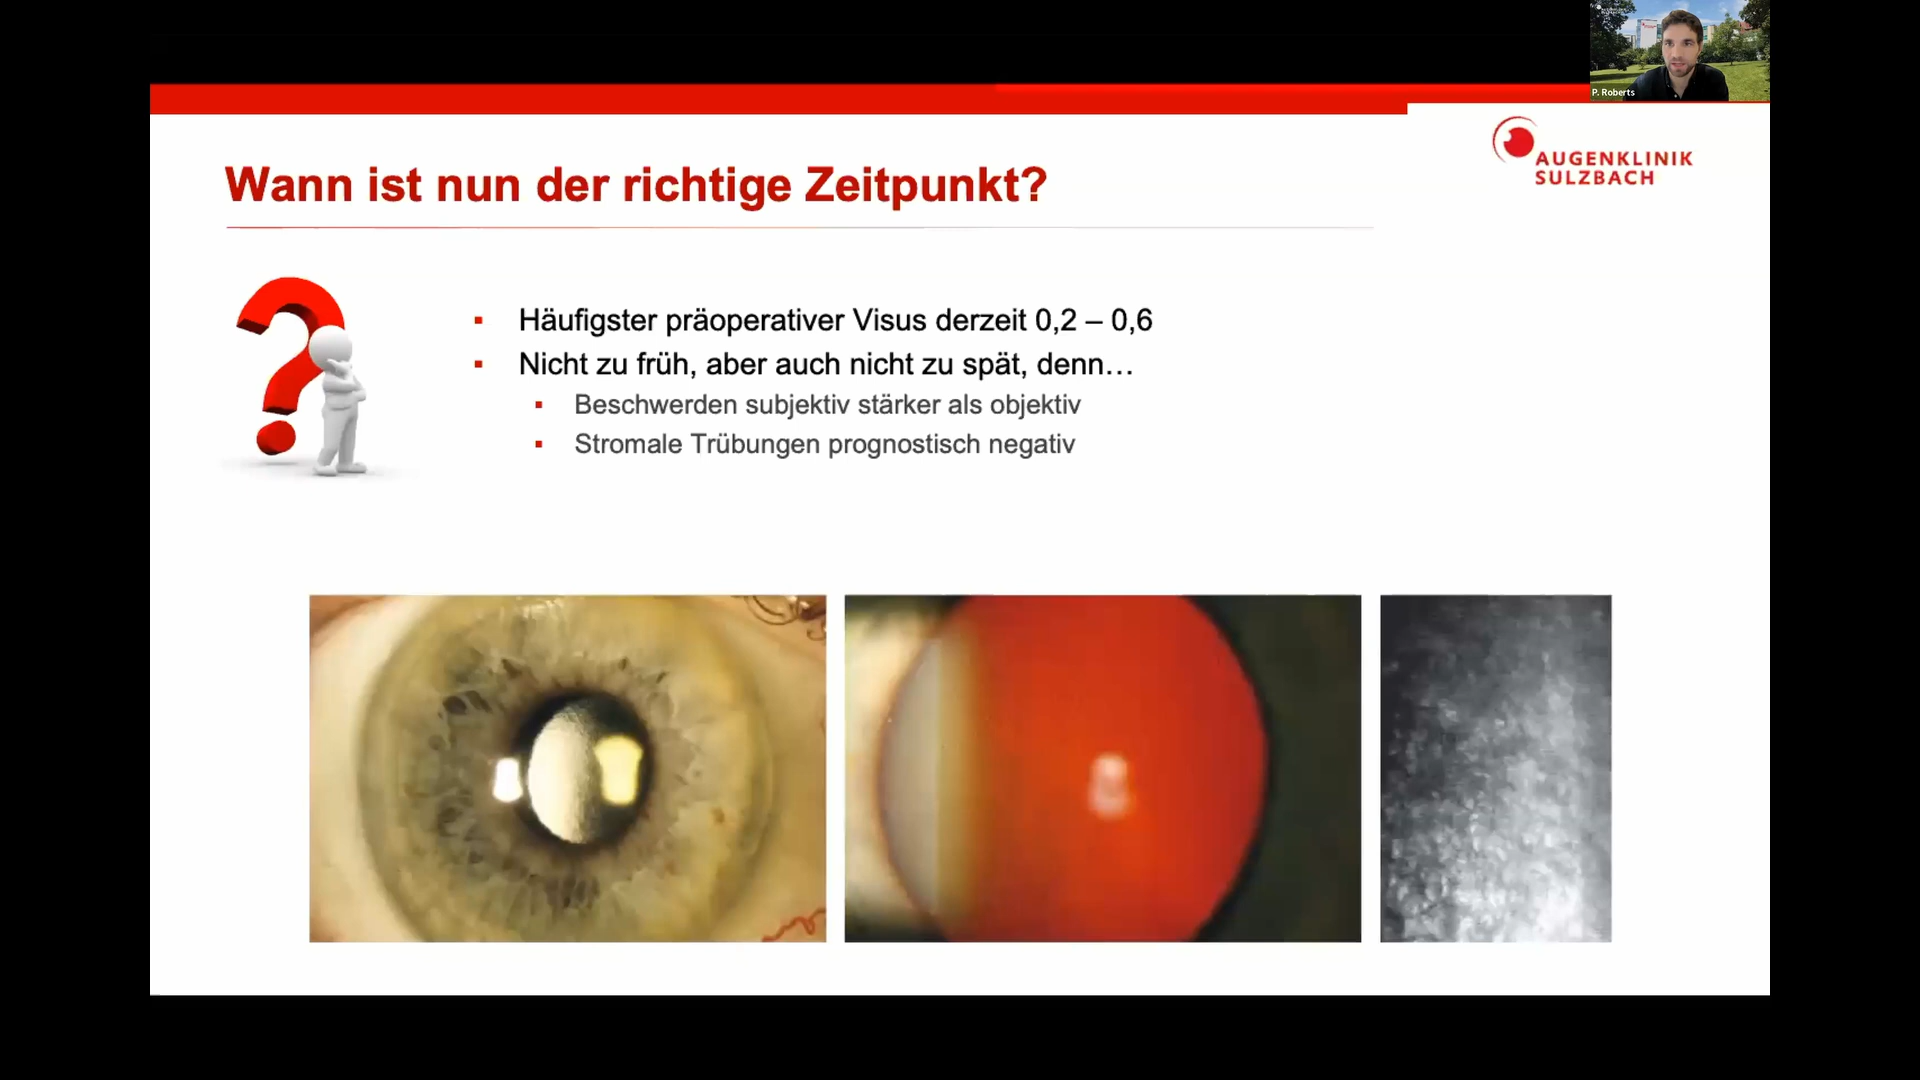 P. Roberts
AUGENKLINIK
SULZBACH
Wann ist nun der richtige Zeitpunkt?
▪ Häufigster präoperativer Visus derzeit 0,2 – 0,6
▪ Nicht zu früh, aber auch nicht zu spät, denn…
▪ Beschwerden subjektiv stärker als objektiv
▪ Stromale Trübungen prognostisch negativ